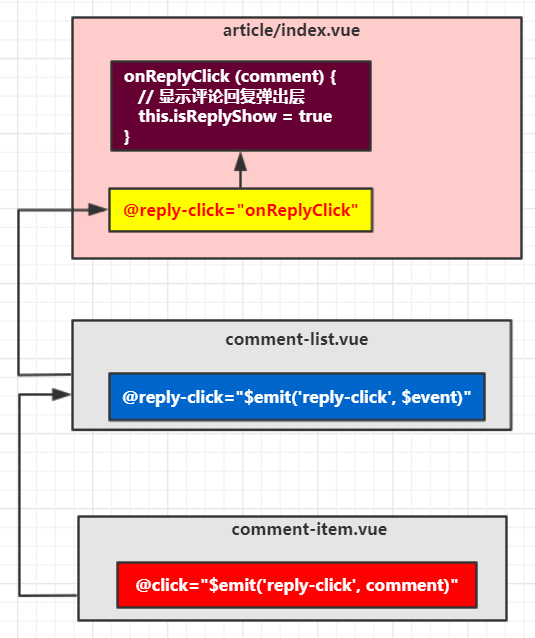 article/index.vue
onReplyClick (comment) {
// 显示评论回复弹出层
this.isReplyShow = true
}
@reply-click="onReplyClick"
comment-list.vue
@reply-click="$emit('reply-click', $event)"
comment-item.vue
@click="$emit('reply-click', comment)"